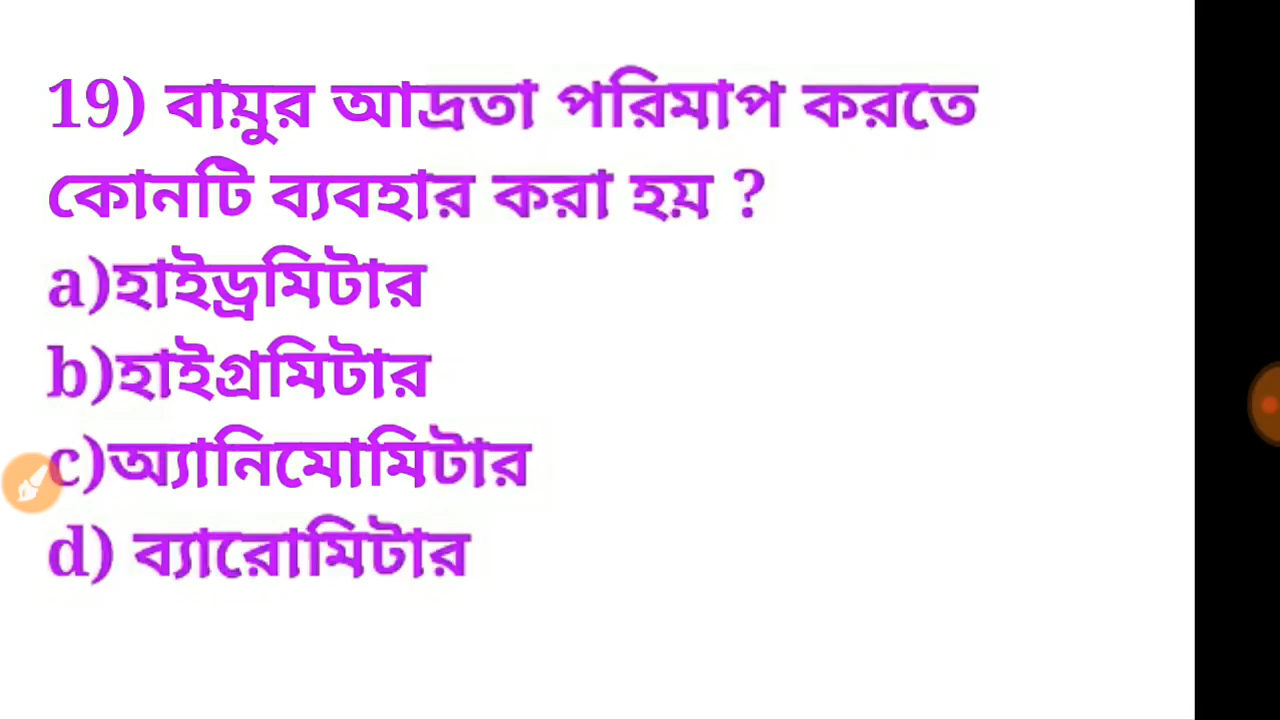 19) বায়ুর আদ্রতা পরিমাপ করতে
কোনটি ব্যবহার করা হয় ?
a)হাইড্রমিটার
b)হাইগ্রমিটার
c)অ্যানিমোমিটার
d) ব্যারোমিটার